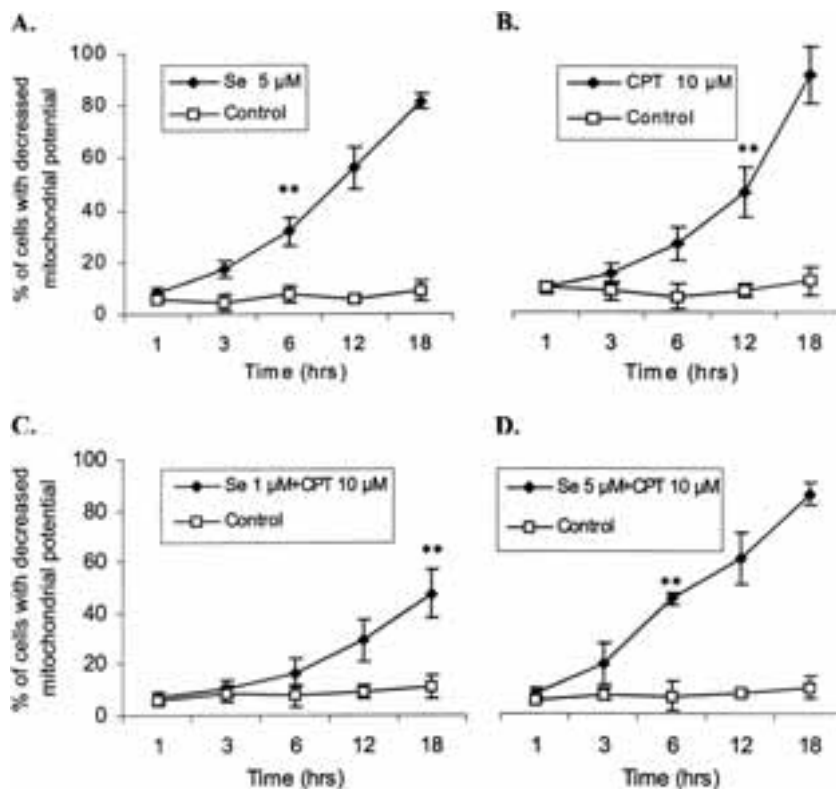 A.
% of cells with decreased
mitochondrial potential
100
80
60
40
20
0
Se 5 µM
Control
**
1 3 6 12 18
Time (hrs)
B.
CPT 10 µM
Control
**
1 3 6 12 18
Time (hrs)
C.
% of cells with decreased
mitochondrial potential
100
80
60
40
20
0
Se 1 µM+CPT 10 µM
Control
**
1 3 6 12 18
Time (hrs)
D.
Se 5 µM+CPT 10 µM
Control
**
1 3 6 12 18
Time (hrs)